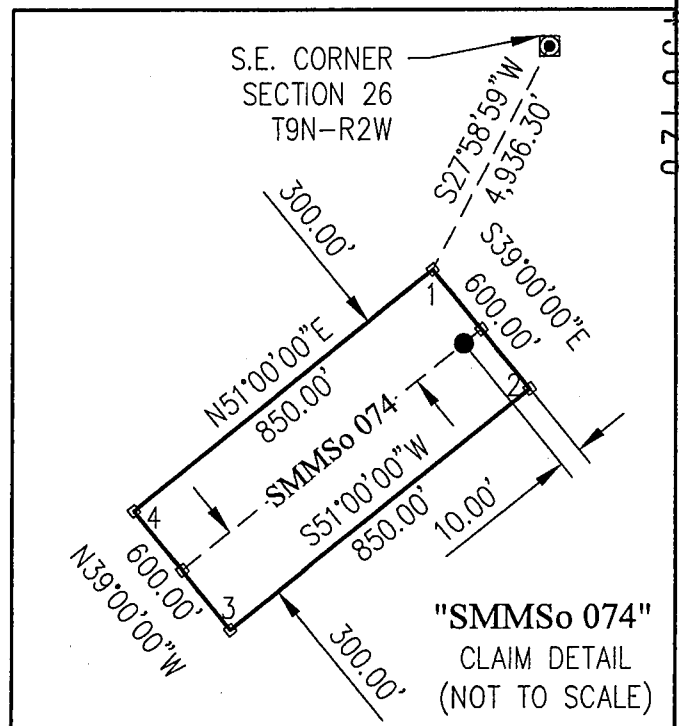 S.E. CORNER
SECTION 26
T9N-R2W
S27°58'59"W
4,936.30'
300.00'
S39°00'00"E
600.00'
1
N51°00'00"E
850.00'
2
SMMSo 074
S51°00'00"W
850.00'
10.00'
4
600.00'
N39°00'00"W
3
300.00'
"SMMSo 074"
CLAIM DETAIL
(NOT TO SCALE)